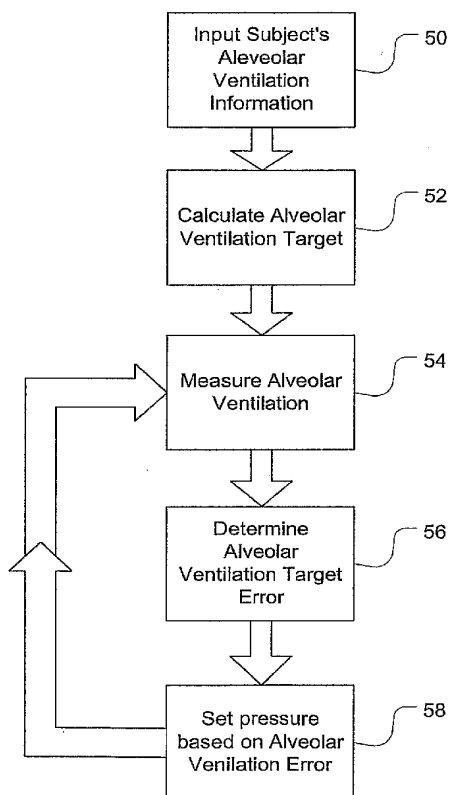 Input Subject's
Aleveolar
Ventilation
Information
50
Calculate Alveolar
Ventilation Target
52
Measure Alveolar
Ventilation
54
Determine
Alveolar
Ventilation Target
Error
56
Set pressure
based on Alveolar
Venilation Error
58